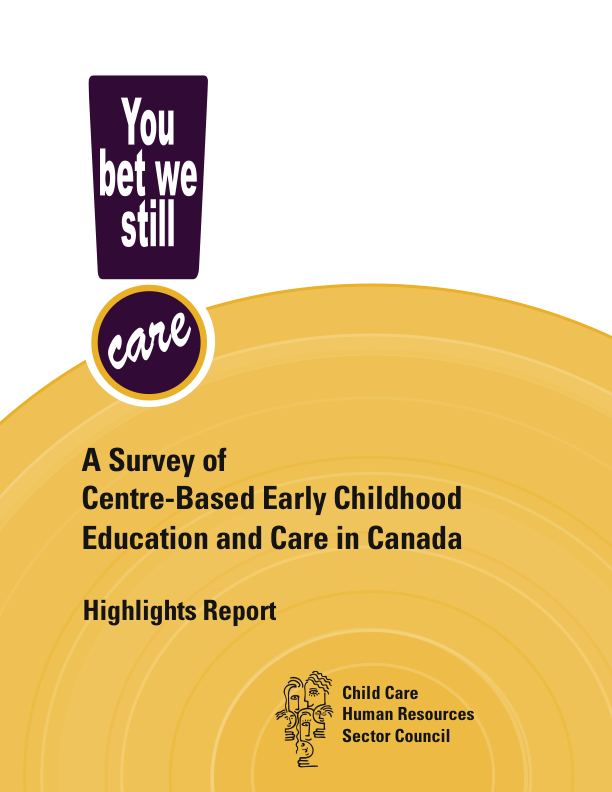 You
bet we
still
care
A Survey of
Centre-Based Early Childhood
Education and Care in Canada
Highlights Report
Child Care
Human Resources
Sector Council